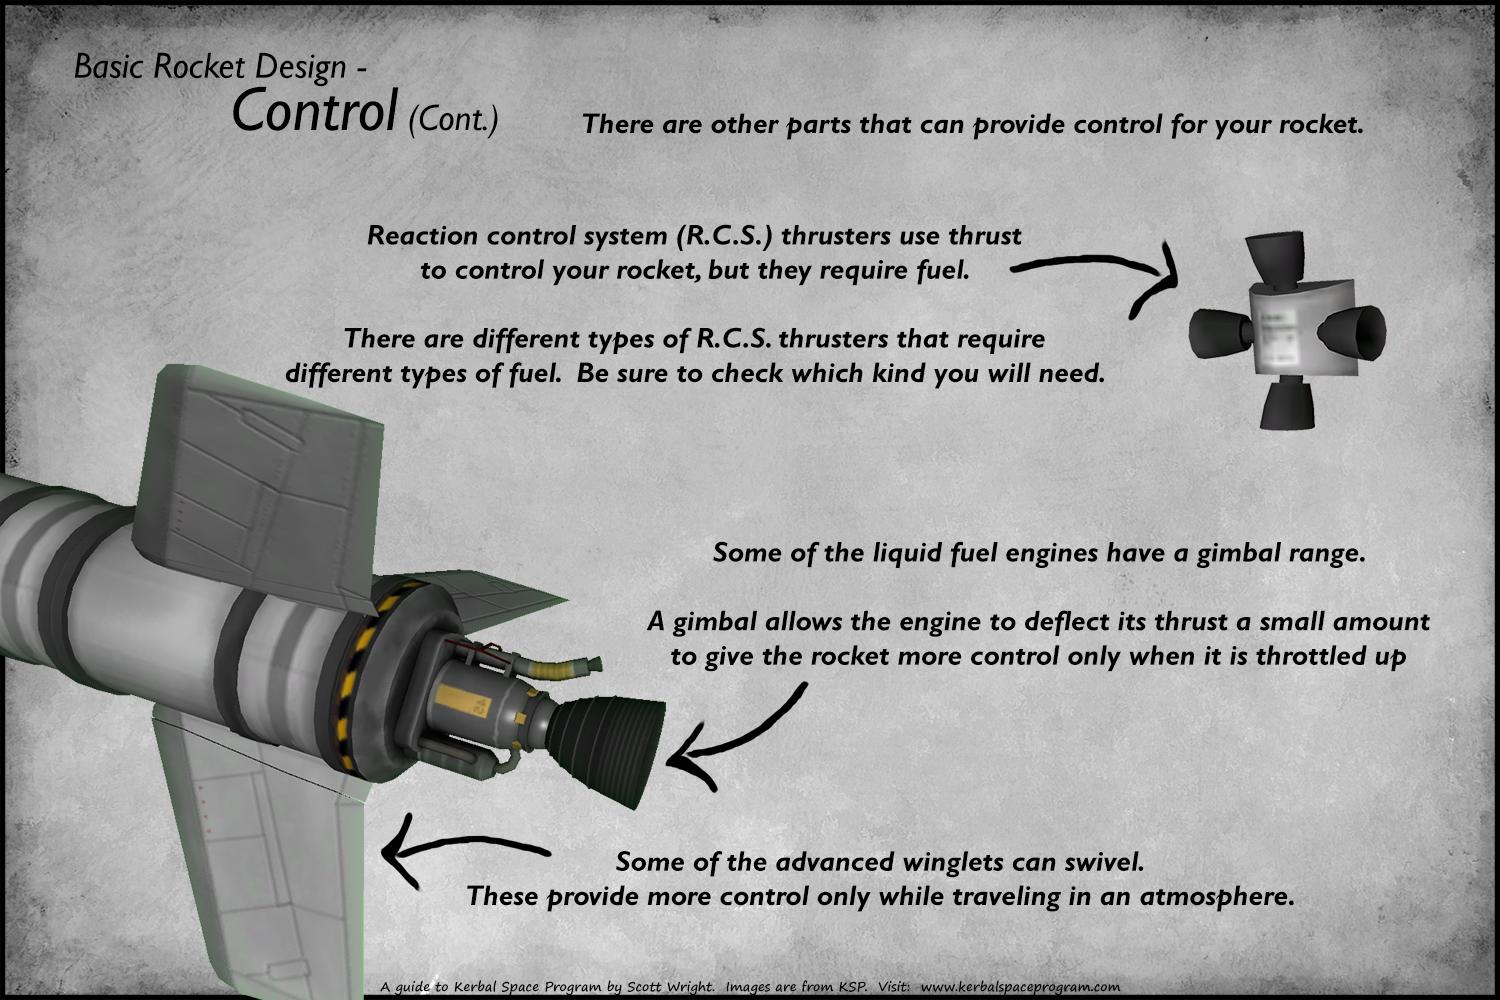 Basic Rocket Design -
Control (Cont.)
There are other parts that can provide control for your rocket.
Reaction control system (R.C.S.) thrusters use thrust
to control your rocket, but they require fuel.
There are different types of R.C.S. thrusters that require
different types of fuel.  Be sure to check which kind you will need.
Some of the liquid fuel engines have a gimbal range.
A gimbal allows the engine to deflect its thrust a small amount
to give the rocket more control only when it is throttled up
Some of the advanced winglets can swivel.
These provide more control only while traveling in an atmosphere.
A guide to Kerbal Space Program by Scott Wright.  Images are from KSP.  Visit:  www.kerbalspaceprogram.com